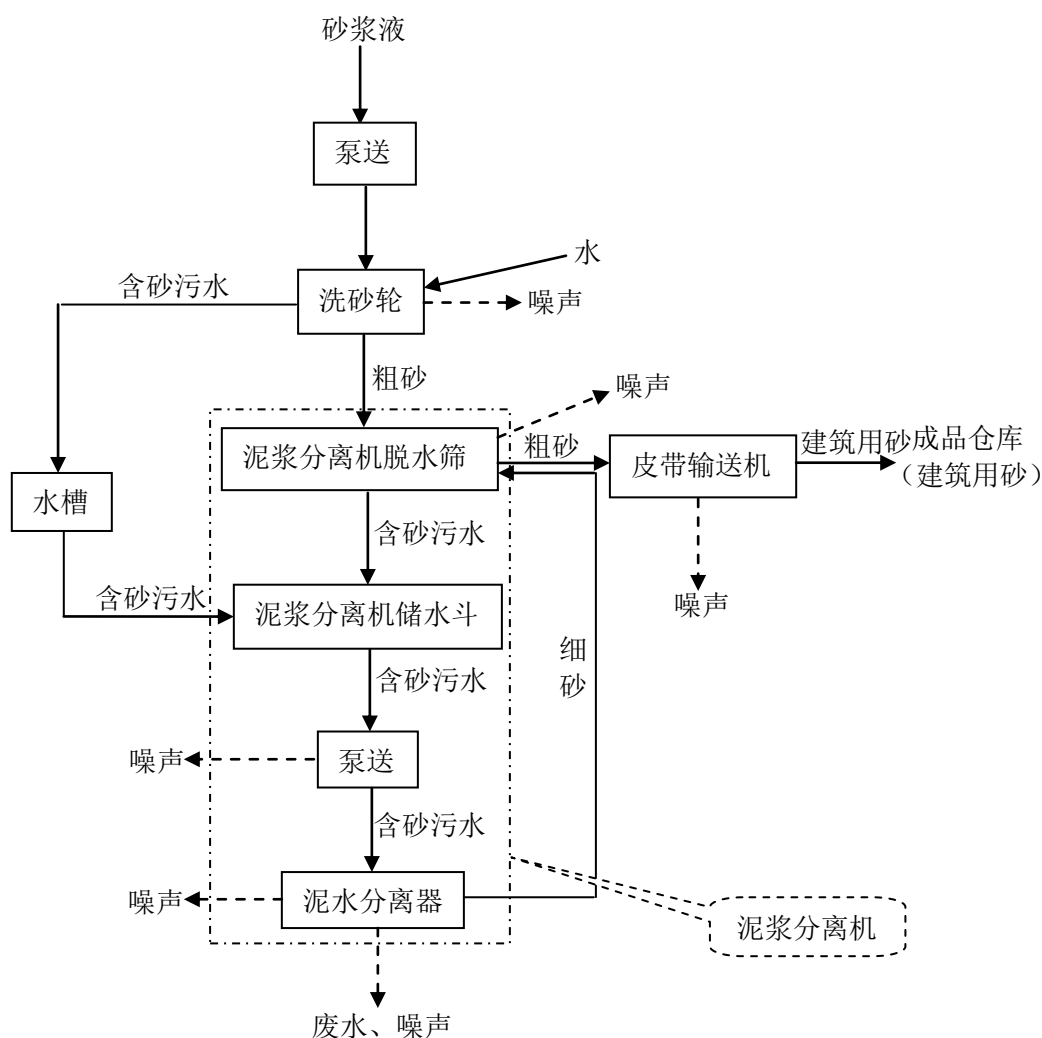 砂浆液
泵送
水
含砂污水
洗砂轮
噪声
粗砂
噪声
泥浆分离机脱水筛
粗砂
皮带输送机
建筑用砂
成品仓库
（建筑用砂）
水槽
含砂污水
噪声
含砂污水
泥浆分离机储水斗
细
砂
含砂污水
噪声
泵送
含砂污水
噪声
泥水分离器
泥浆分离机
废水、噪声